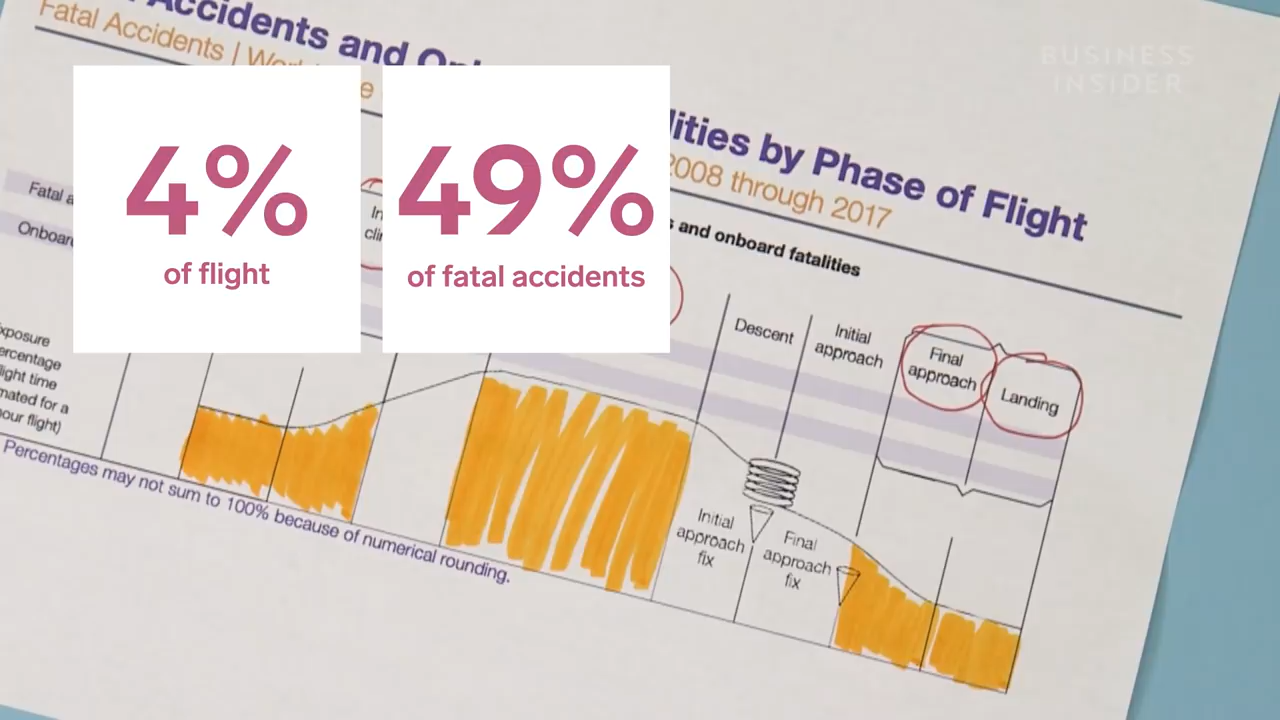 Accidents and On
Fatal Accidents | Wor
lities by Phase of Flight
2008 through 2017
BUSINESS
INSIDER
4%
of flight
49%
of fatal accidents
Fatal a
Onboar
In
cli
s and onboard fatalities
Descent
Initial
approach
Final
approach
Landing
xposure
ercentage
light time
mated for a
our flight)
Initial
approach
fix
Final
approach
fix
Percentages may not sum to 100% because of numerical rounding.